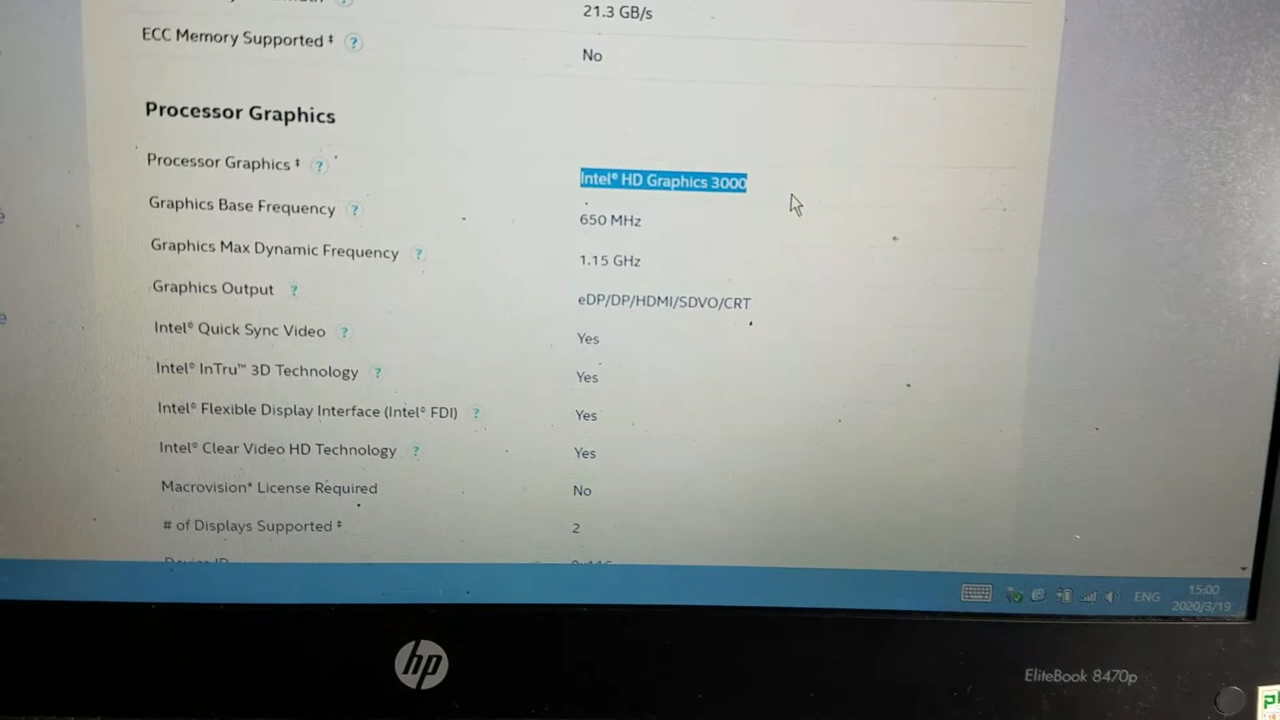 21.3 GB/s
ECC Memory Supported ‡ ?
No
Processor Graphics
Processor Graphics ‡ ?
Intel® HD Graphics 3000
Graphics Base Frequency ?
650 MHz
Graphics Max Dynamic Frequency ?
1.15 GHz
Graphics Output ?
eDP/DP/HDMI/SDVO/CRT
Intel® Quick Sync Video ?
Yes
Intel® InTru™ 3D Technology ?
Yes
Intel® Flexible Display Interface (Intel® FDI) ?
Yes
Intel® Clear Video HD Technology ?
Yes
Macrovision* License Required
No
# of Displays Supported ‡
2
Device ID
ENG
15:00
2020/3/19
hp
EliteBook 8470p